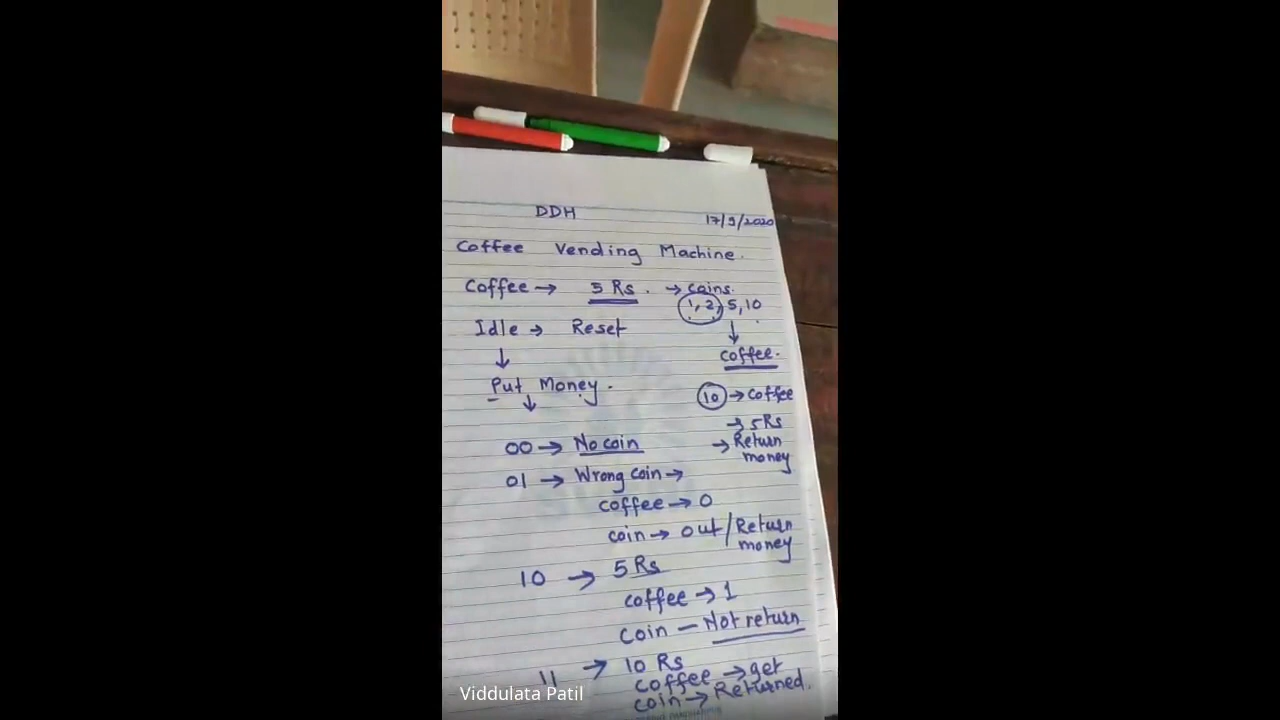 DDH
17/9/2020
Coffee Vending Machine.
Coffee → 5 Rs. → coins.
1, 2, 5, 10
Idle → Reset
↓ ↓
coffee.
Put Money.
↓
10 → coffee
→ 5Rs
00 → No coin
→ Return money
01 → Wrong coin →
coffee → 0
coin → out/Return money
10 → 5 Rs
coffee → 1
coin – Not return
11 → 10 Rs
coffee → get
coin → Returned.
Viddulata Patil